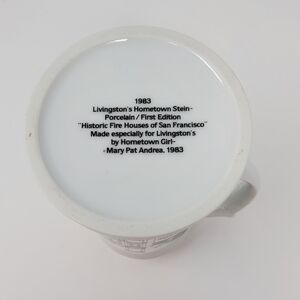 1983
Livingston's Hometown Stein-
Porcelain / First Edition
"Historic Fire Houses of San Francisco"
Made especially for Livingston's
by Hometown Girl-
-Mary Pat Andrea. 1983